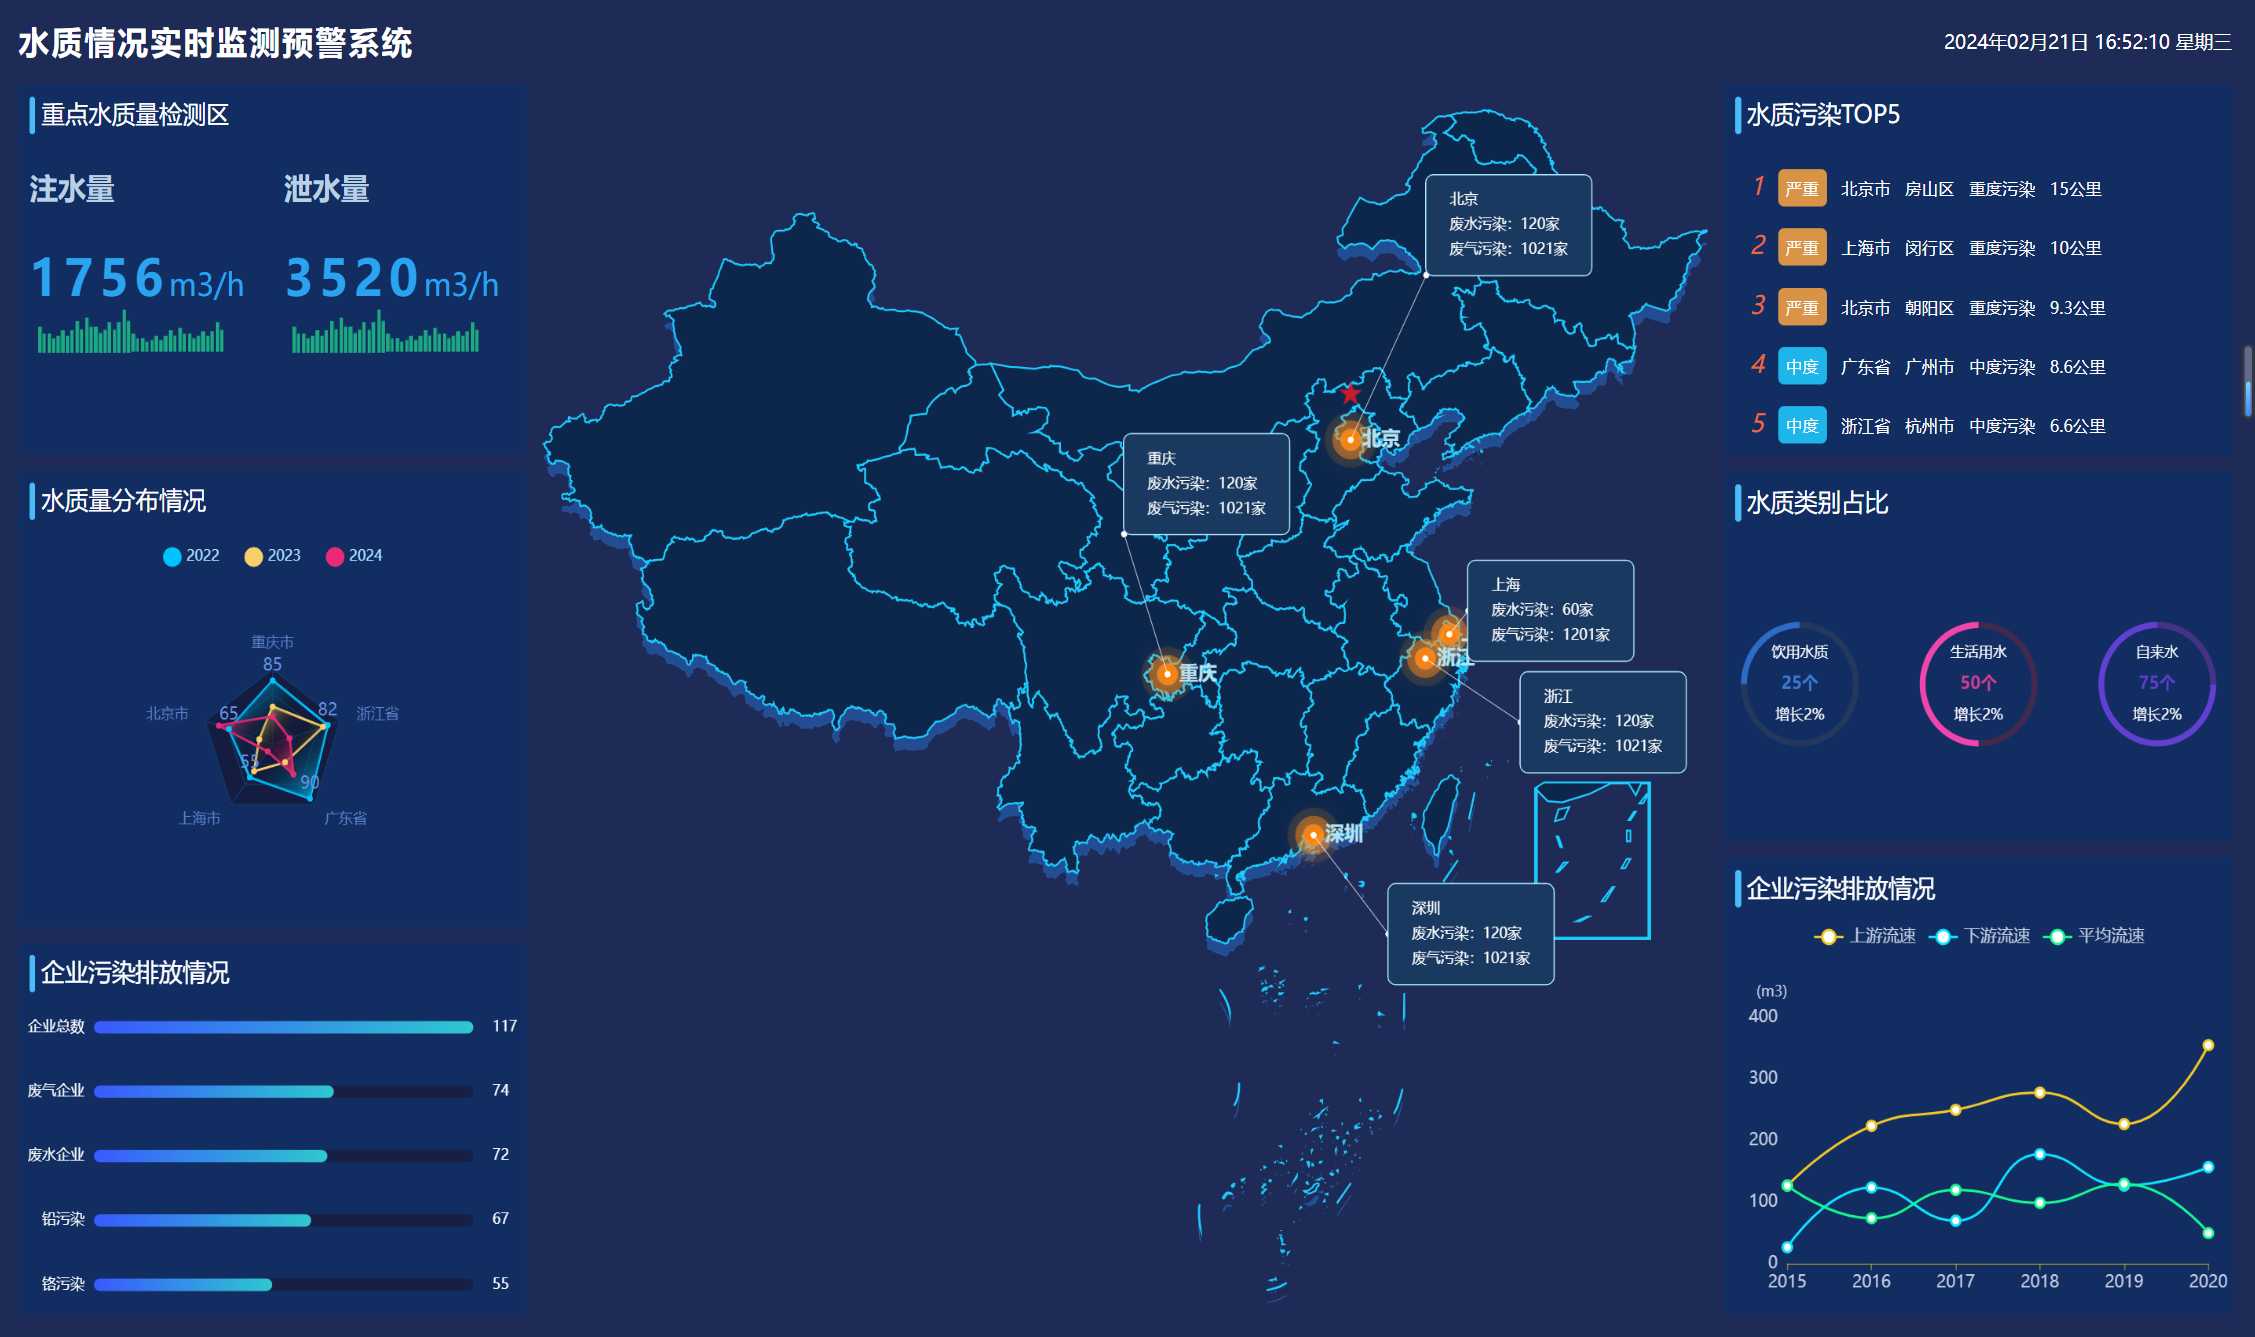 水质情况实时监测预警系统
2024年02月21日 16:52:10 星期三
重点水质量检测区
注水量
泄水量
1756m3/h
3520m3/h
水质量分布情况
2022 2023 2024
重庆市
85
北京市
65
82
浙江省
55
90
上海市
广东省
企业污染排放情况
企业总数 117
废气企业 74
废水企业 72
铅污染 67
铬污染 55
北京
废水污染：120家
废气污染：1021家
北京
重庆
废水污染：120家
废气污染：1021家
重庆
上海
废水污染：60家
废气污染：1201家
浙江
浙江
废水污染：120家
废气污染：1021家
深圳
深圳
废水污染：120家
废气污染：1021家
水质污染TOP5
1 严重 北京市 房山区 重度污染 15公里
2 严重 上海市 闵行区 重度污染 10公里
3 严重 北京市 朝阳区 重度污染 9.3公里
4 中度 广东省 广州市 中度污染 8.6公里
5 中度 浙江省 杭州市 中度污染 6.6公里
水质类别占比
饮用水质
25个
增长2%
生活用水
50个
增长2%
自来水
75个
增长2%
企业污染排放情况
上游流速 下游流速 平均流速
(m3)
400
300
200
100
0
2015 2016 2017 2018 2019 2020